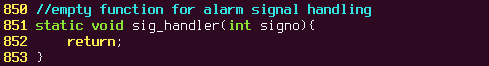 850 //empty function for alarm signal handling
851 static void sig_handler(int signo){
852     return;
853 }